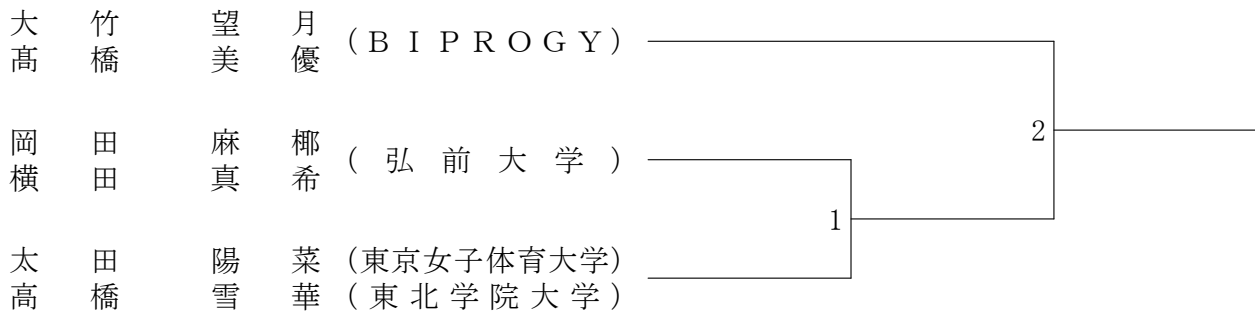 大竹 望月
髙橋 美優
(BIPROGY)
岡田 麻椰
横田 真希
(弘前大学)
太田 陽菜 (東京女子体育大学)
高橋 雪華 (東北学院大学)
1
2